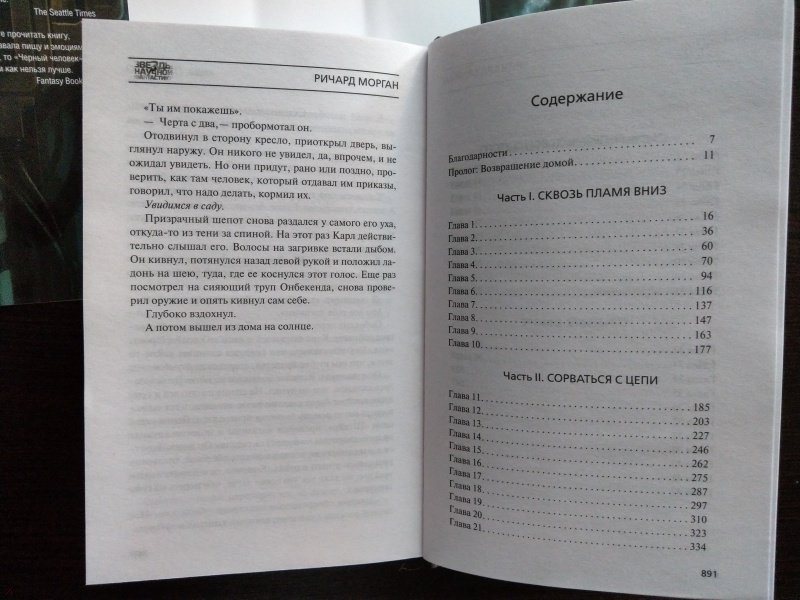 The Seattle Times
е прочитать книгу,
вала пищу и эмоциям
то «Черный человек»
м как нельзя лучше.
Fantasy Book
ЗВЕЗДЫ
НАУЧНОЙ
ФАНТАСТИКИ
РИЧАРД МОРГАН
«Ты им покажешь».
— Черта с два, — пробормотал он.
Отодвинул в сторону кресло, приоткрыл дверь, вы-
глянул наружу. Он никого не увидел, да, впрочем, и не
ожидал увидеть. Но они придут, рано или поздно, про-
верить, как там человек, который отдавал им приказы,
говорил, что надо делать, кормил их.
Увидимся в саду.
Призрачный шепот снова раздался у самого его уха,
откуда-то из тени за спиной. На этот раз Карл действи-
тельно слышал его. Волосы на загривке встали дыбом.
Он кивнул, потянулся назад левой рукой и положил ла-
донь на шею, туда, где ее коснулся этот голос. Еще раз
посмотрел на сияющий труп Онбекенда, снова прове-
рил оружие и опять кивнул сам себе.
Глубоко вздохнул.
А потом вышел из дома на солнце.
Содержание
Благодарности . . . . . . . . . . 7
Пролог: Возвращение домой. . . . . . . . . . 11
Часть I. СКВОЗЬ ПЛАМЯ ВНИЗ
Глава 1. . . . . . . . . . 16
Глава 2. . . . . . . . . . 36
Глава 3. . . . . . . . . . 60
Глава 4. . . . . . . . . . 70
Глава 5. . . . . . . . . . 94
Глава 6. . . . . . . . . . 116
Глава 7. . . . . . . . . . 137
Глава 8. . . . . . . . . . 147
Глава 9. . . . . . . . . . 163
Глава 10. . . . . . . . . . 177
Часть II. СОРВАТЬСЯ С ЦЕПИ
Глава 11. . . . . . . . . . 185
Глава 12. . . . . . . . . . 203
Глава 13. . . . . . . . . . 227
Глава 14. . . . . . . . . . 246
Глава 15. . . . . . . . . . 262
Глава 16. . . . . . . . . . 275
Глава 17. . . . . . . . . . 287
Глава 18. . . . . . . . . . 297
Глава 19. . . . . . . . . . 310
Глава 20. . . . . . . . . . 323
Глава 21. . . . . . . . . . 334
891